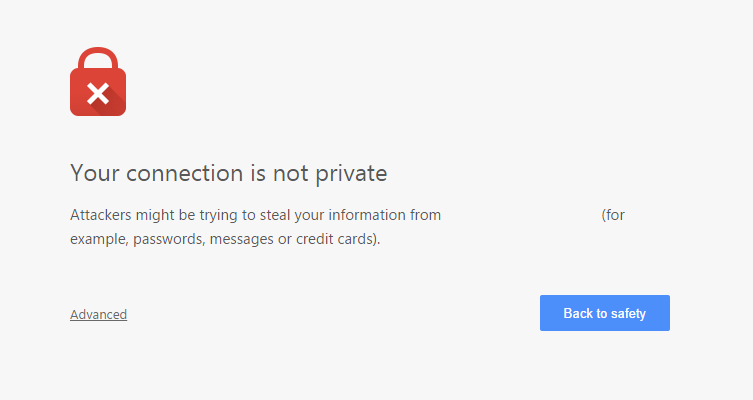 Your connection is not private
Attackers might be trying to steal your information from (for
example, passwords, messages or credit cards).
Advanced
Back to safety